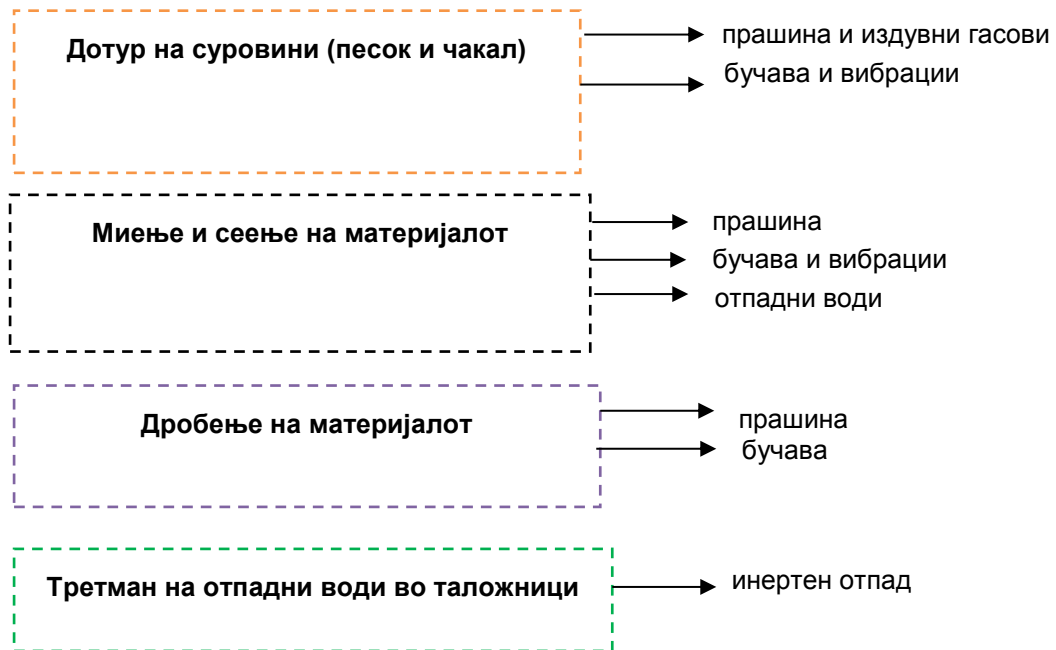 Дотур на суровини (песок и чакал)
прашина и издувни гасови
бучава и вибрации
Миење и сеење на материјалот
прашина
бучава и вибрации
отпадни води
Дробење на материјалот
прашина
бучава
Третман на отпадни води во таложници
инертен отпад